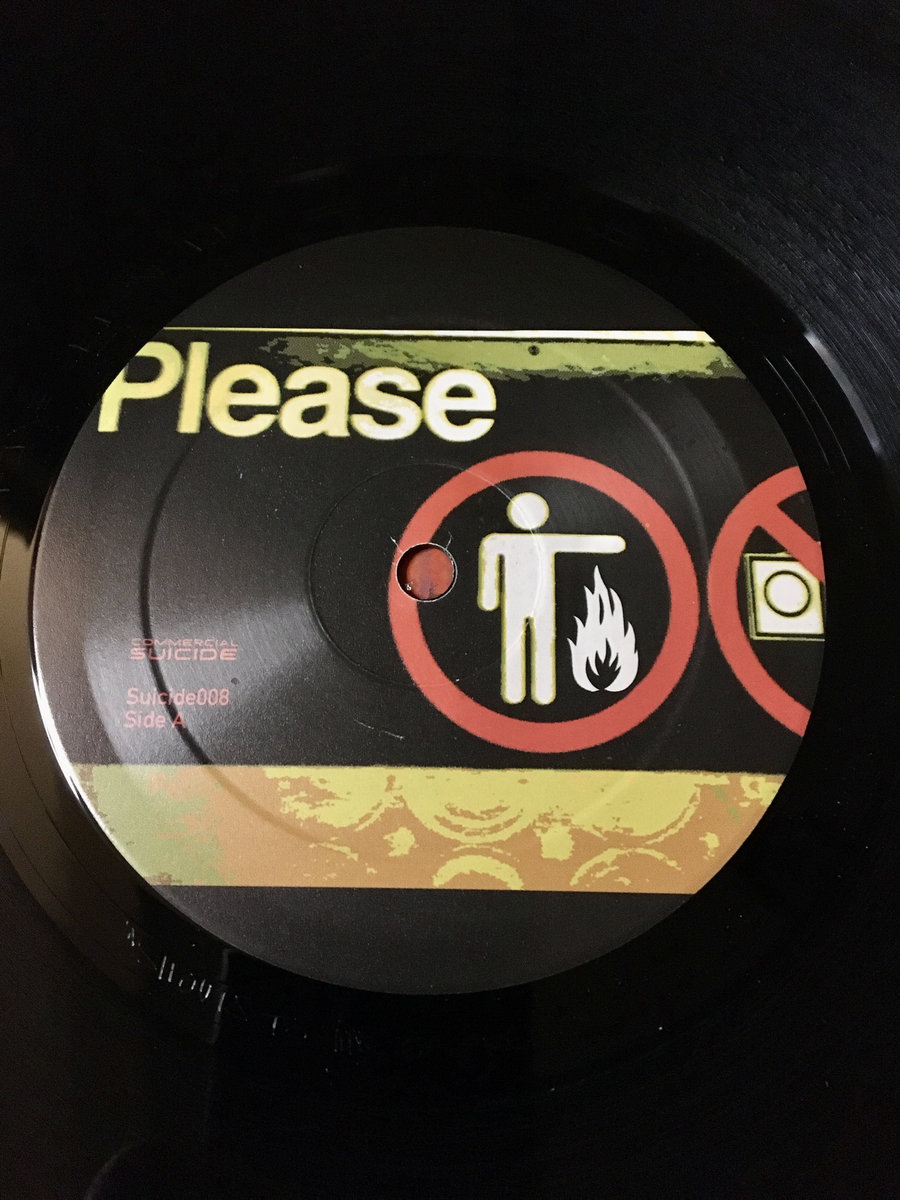 Please
COMMERCIAL
SUICIDE
Suicide008
Side A